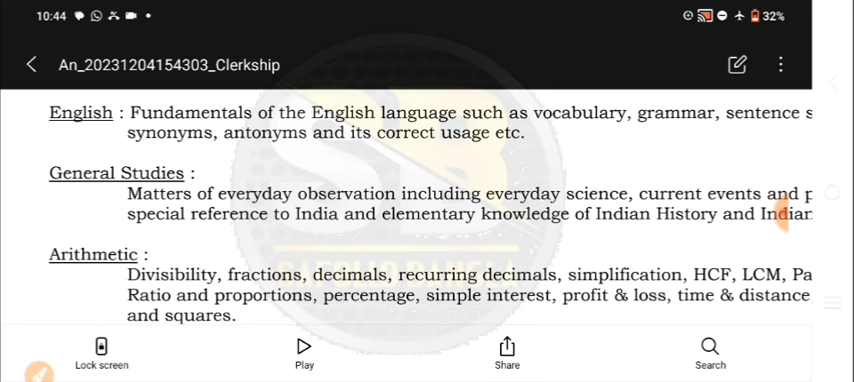 10:44 32%
An_20231204154303_Clerkship
English : Fundamentals of the English language such as vocabulary, grammar, sentence
synonyms, antonyms and its correct usage etc.
General Studies :
Matters of everyday observation including everyday science, current events and
special reference to India and elementary knowledge of Indian History and Indian
Arithmetic :
Divisibility, fractions, decimals, recurring decimals, simplification, HCF, LCM,
Ratio and proportions, percentage, simple interest, profit & loss, time & distance
and squares.
Lock screen Play Share Search